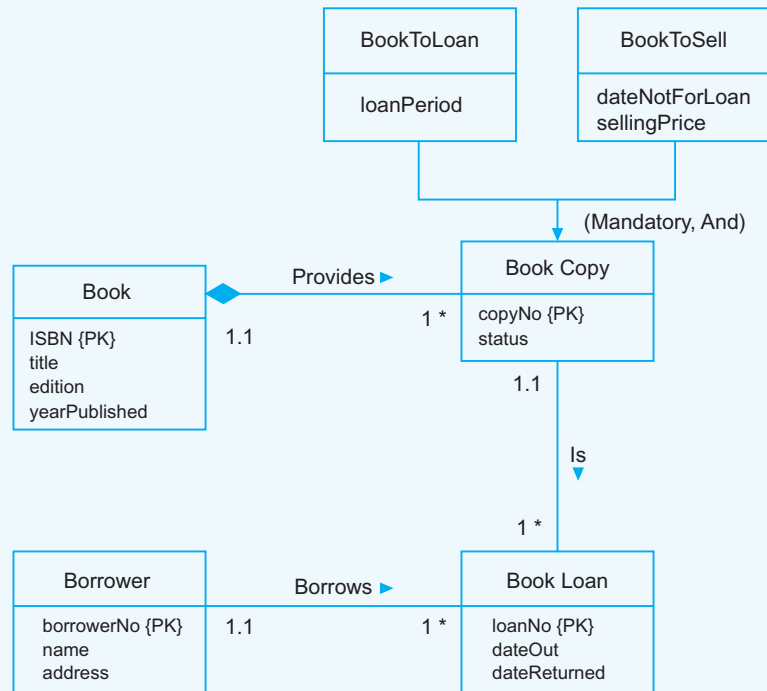 BookToLoan
loanPeriod
BookToSell
dateNotForLoan
sellingPrice
(Mandatory, And)
Book
ISBN {PK}
title
edition
yearPublished
Provides
1.1
1 *
Book Copy
copyNo {PK}
status
1.1
Is
1 *
Borrower
borrowerNo {PK}
name
address
Borrows
1.1
1 *
Book Loan
loanNo {PK}
dateOut
dateReturned